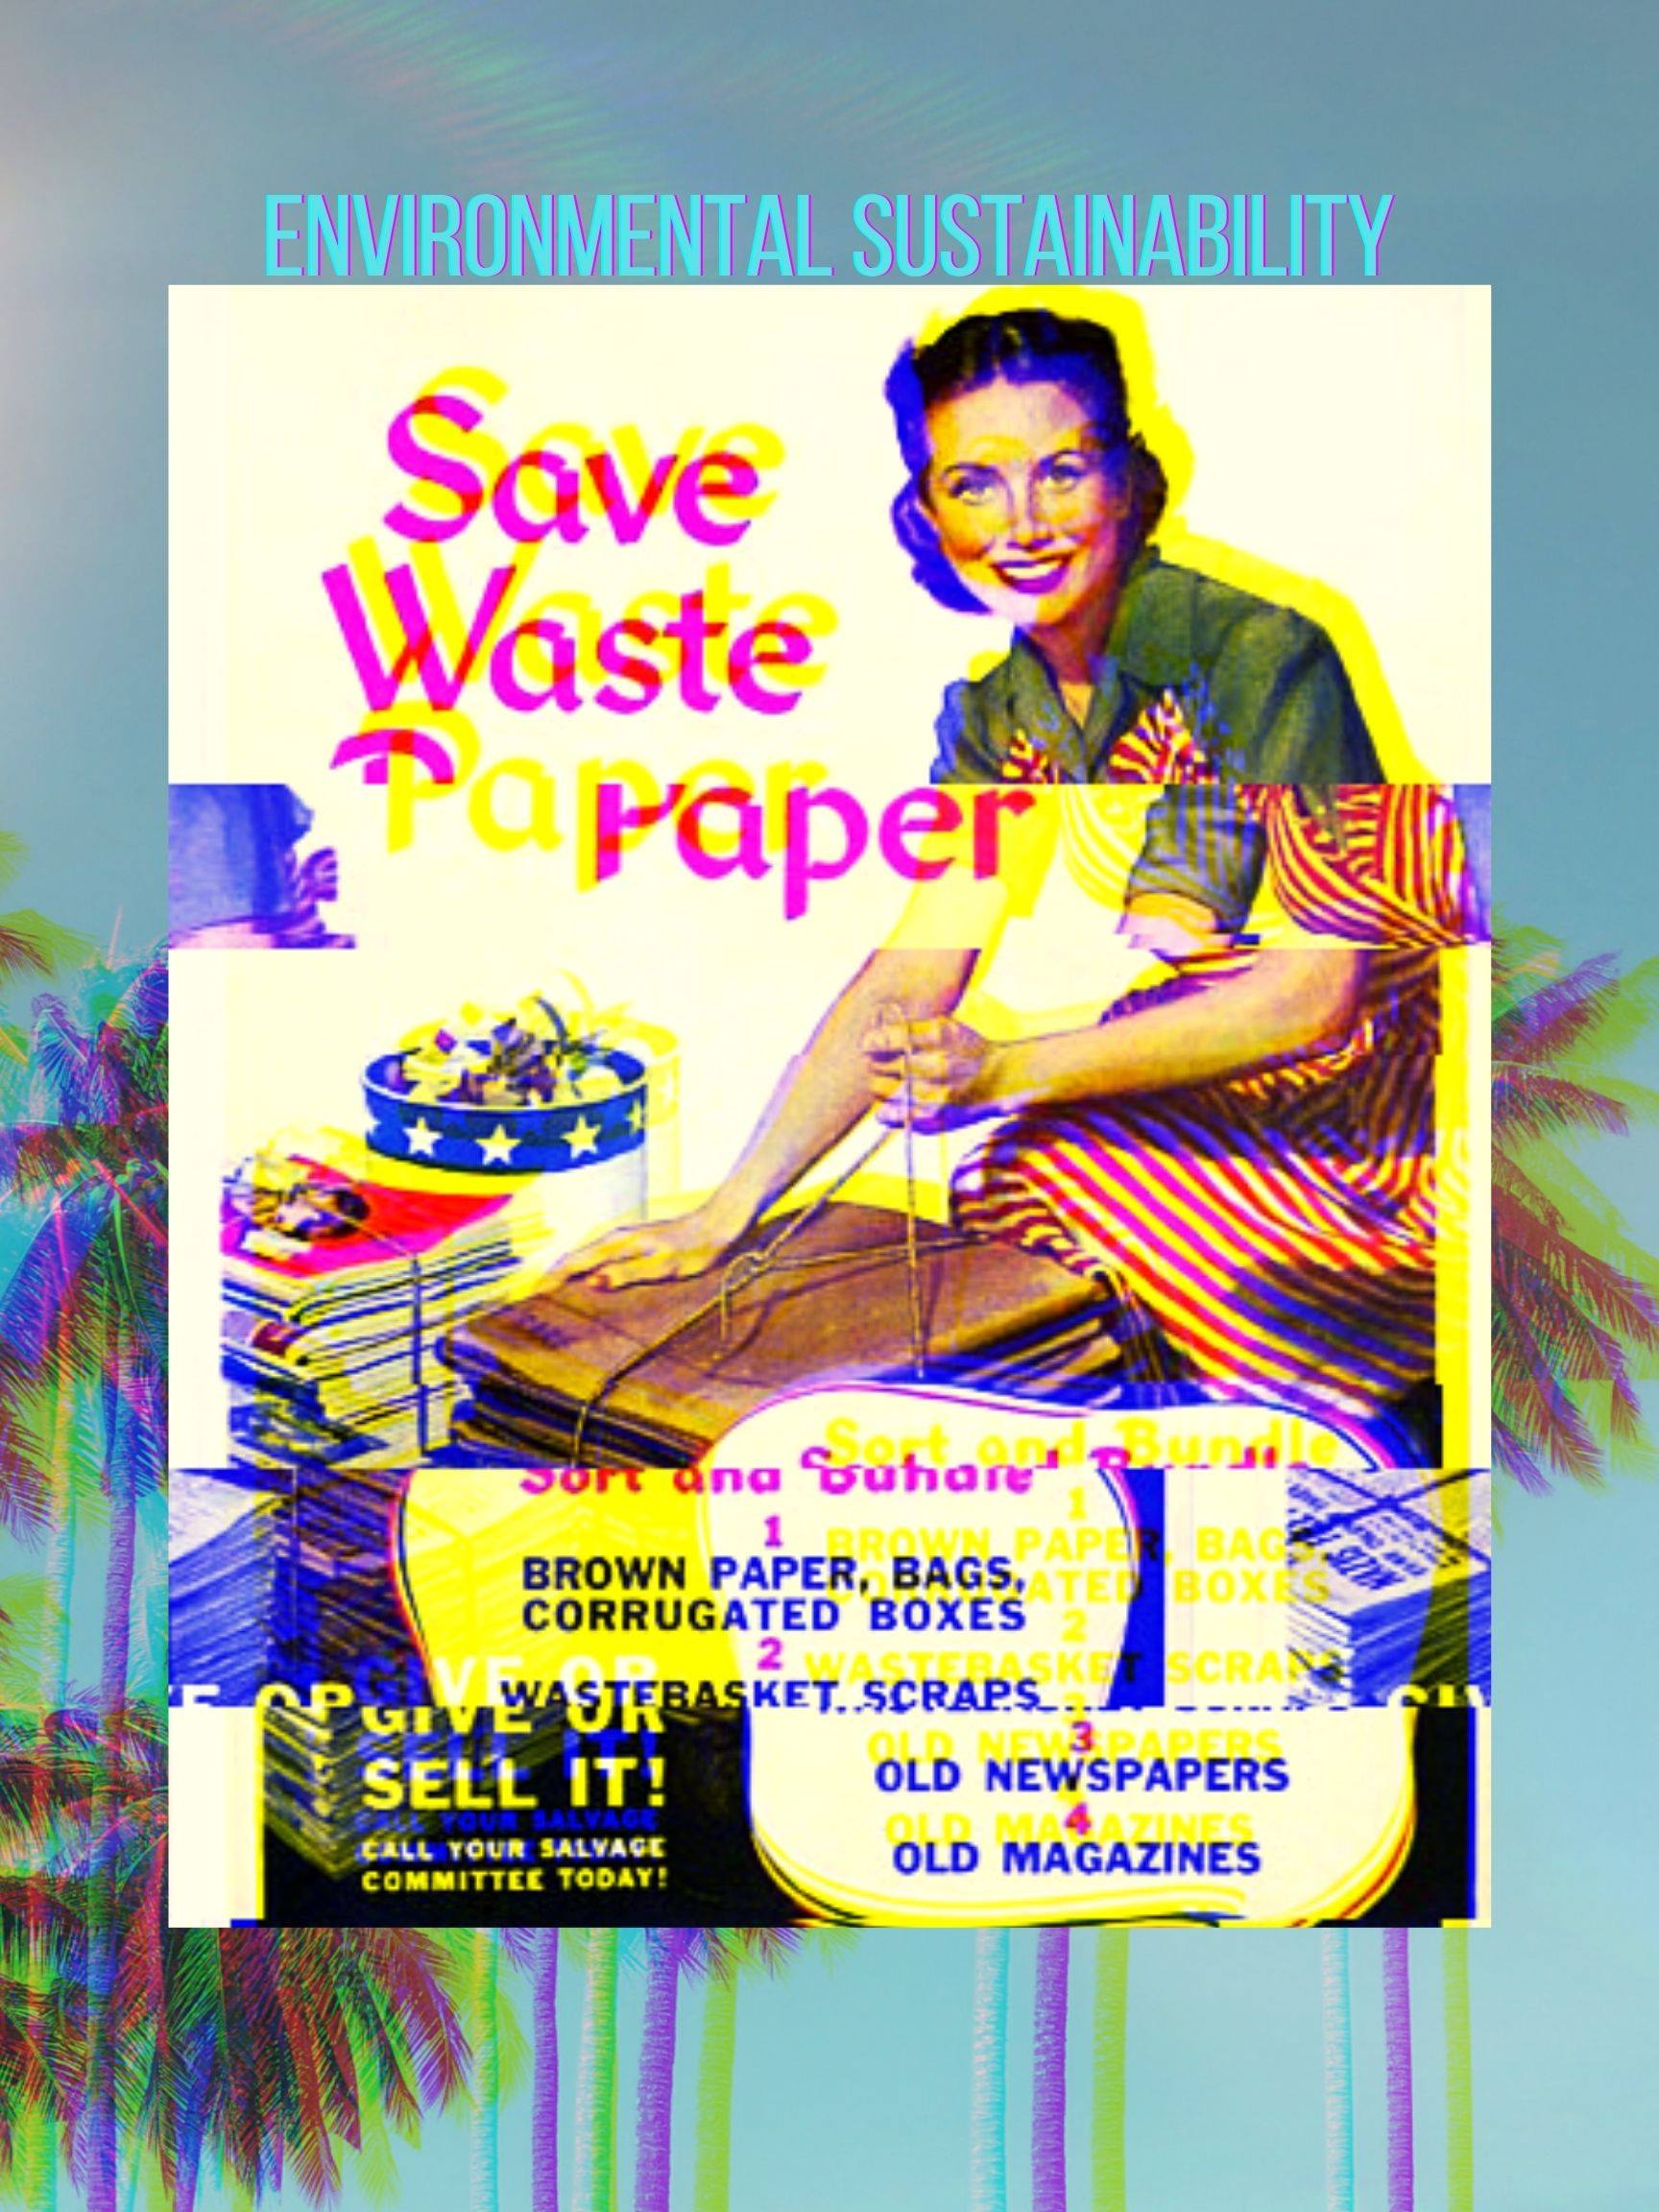 ENVIRONMENTAL SUSTAINABILITY
Save
Waste
Paper
Sort and Bundle
1
BROWN PAPER, BAGS,
CORRUGATED BOXES
2
WASTEBASKET SCRAPS
3
OLD NEWSPAPERS
4
OLD MAGAZINES
GIVE OR
SELL IT!
CALL YOUR SALVAGE
COMMITTEE TODAY!